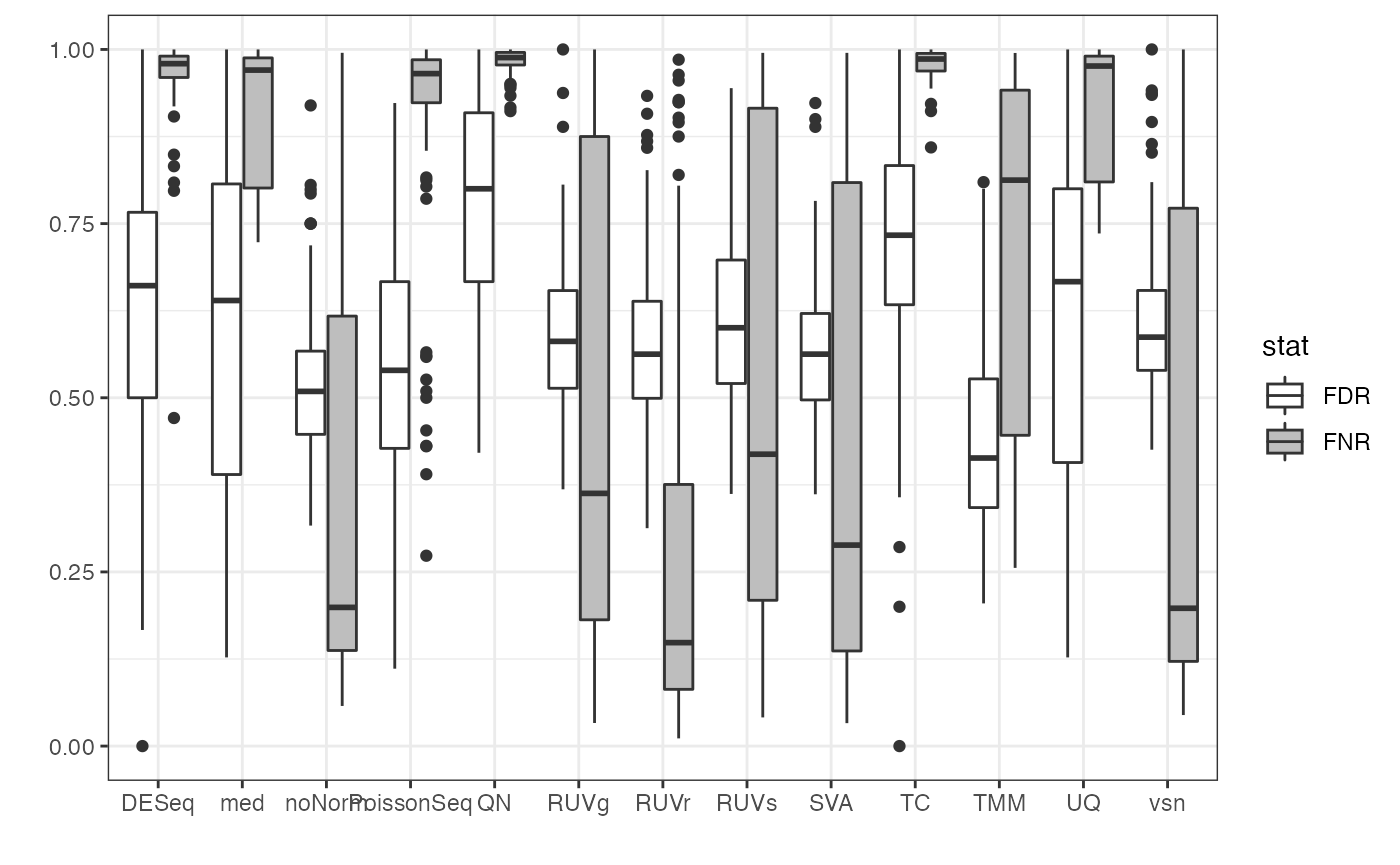 1.00
0.75
0.50
0.25
0.00
DESeq med noNorm PoissonSeq QN RUVg RUVr RUVs SVA TC TMM UQ vsn
stat
FDR
FNR